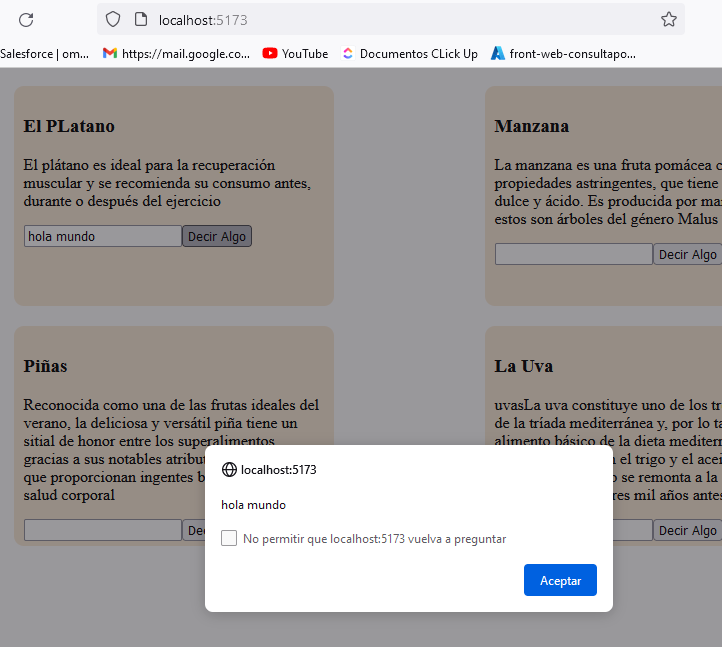 localhost:5173
Salesforce | om...
https://mail.google.co...
YouTube
Documentos CLick Up
front-web-consultapo...
El PLatano
El plátano es ideal para la recuperación
muscular y se recomienda su consumo antes,
durante o después del ejercicio
hola mundo
Decir Algo
Manzana
La manzana es una fruta pomácea c
propiedades astringentes, que tiene
dulce y ácido. Es producida por ma
estos son árboles del género Malus
Decir Algo
Piñas
Reconocida como una de las frutas ideales del
verano, la deliciosa y versátil piña tiene un
sitial de honor entre los superalimentos
gracias a sus notables atribut
que proporcionan ingentes b
salud corporal
De
La Uva
uvasLa uva constituye uno de los tr
de la tríada mediterránea y, por lo ta
alimento básico de la dieta mediterr
n el trigo y el acei
o se remonta a la
res mil años antes
Decir Algo
localhost:5173
hola mundo
No permitir que localhost:5173 vuelva a preguntar
Aceptar